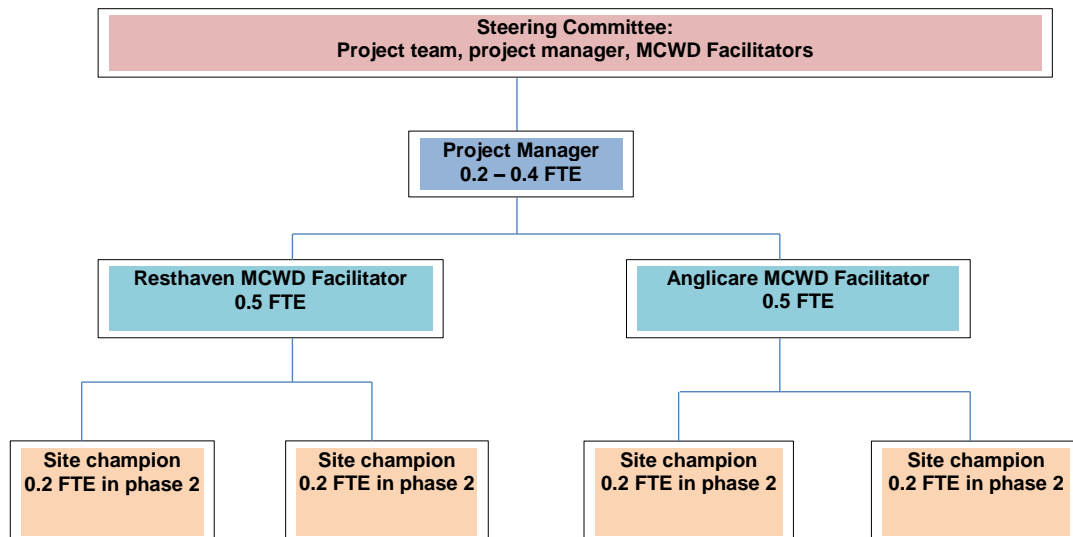 Steering Committee:
Project team, project manager, MCWD Facilitators
Project Manager
0.2 – 0.4 FTE
Resthaven MCWD Facilitator
0.5 FTE
Anglicare MCWD Facilitator
0.5 FTE
Site champion
0.2 FTE in phase 2
Site champion
0.2 FTE in phase 2
Site champion
0.2 FTE in phase 2
Site champion
0.2 FTE in phase 2